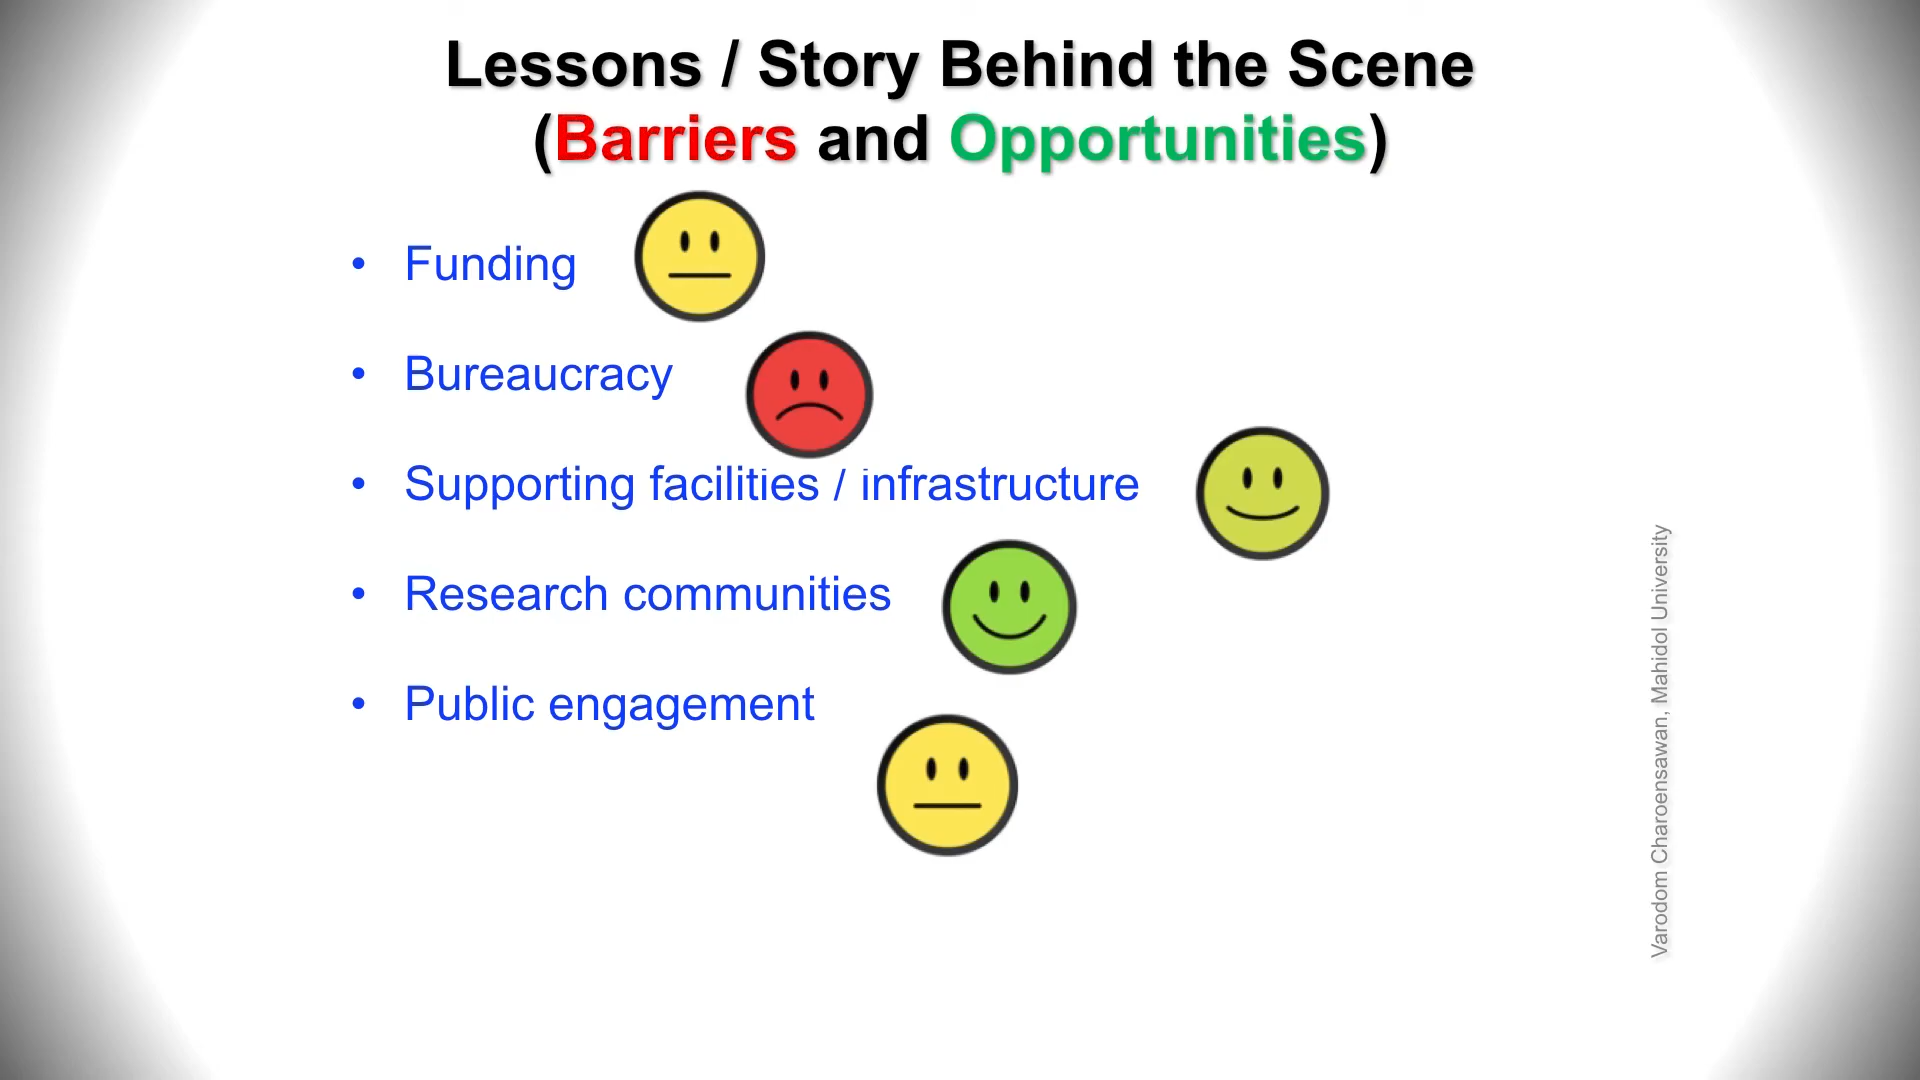 Lessons / Story Behind the Scene
(Barriers and Opportunities)
• Funding
• Bureaucracy
• Supporting facilities / infrastructure
• Research communities
• Public engagement
Varodom Charoensawan, Mahidol University